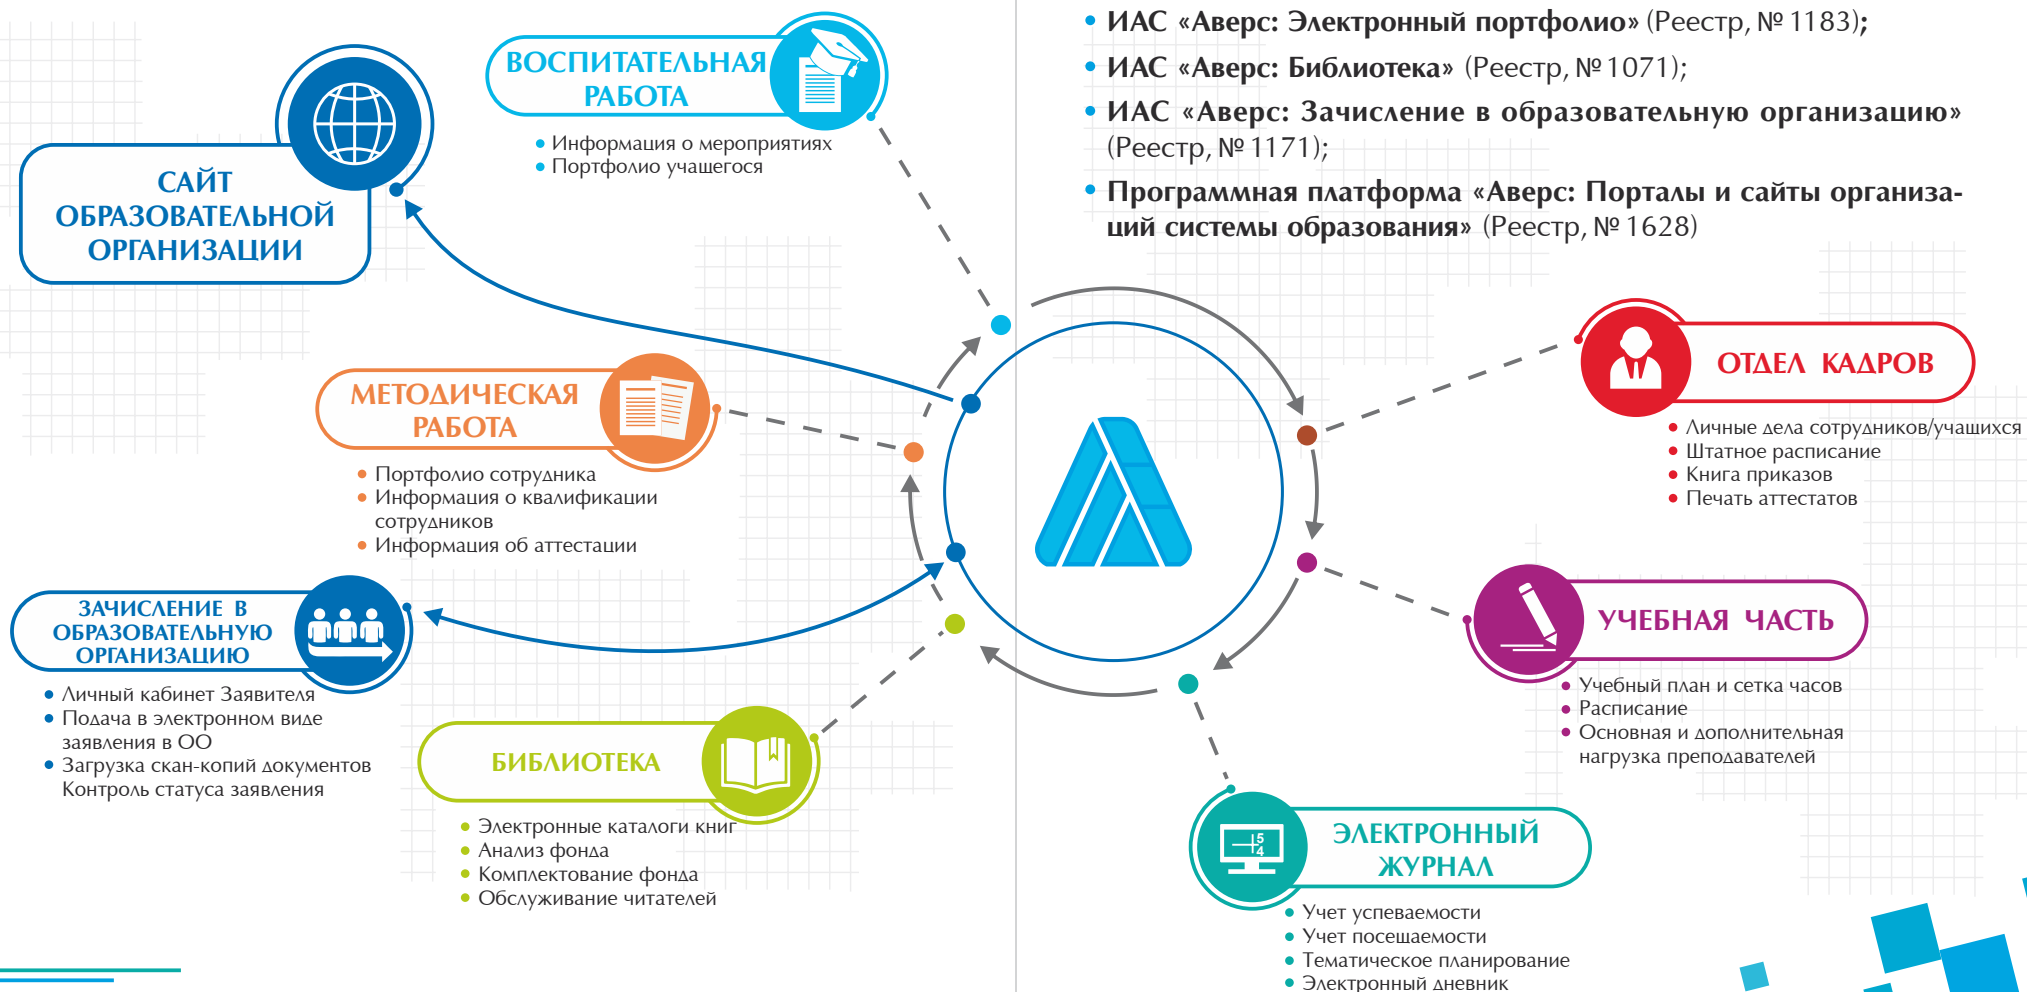 ВОСПИТАТЕЛЬНАЯ
РАБОТА
• Информация о мероприятиях
• Портфолио учащегося
САЙТ
ОБРАЗОВАТЕЛЬНОЙ
ОРГАНИЗАЦИИ
МЕТОДИЧЕСКАЯ
РАБОТА
• Портфолио сотрудника
• Информация о квалификации
сотрудников
• Информация об аттестации
ЗАЧИСЛЕНИЕ В
ОБРАЗОВАТЕЛЬНУЮ
ОРГАНИЗАЦИЮ
• Личный кабинет Заявителя
• Подача в электронном виде
заявления в ОО
• Загрузка скан-копий документов
Контроль статуса заявления
БИБЛИОТЕКА
• Электронные каталоги книг
• Анализ фонда
• Комплектование фонда
• Обслуживание читателей
• ИАС «Аверс: Электронный портфолио» (Реестр, № 1183);
• ИАС «Аверс: Библиотека» (Реестр, № 1071);
• ИАС «Аверс: Зачисление в образовательную организацию»
(Реестр, № 1171);
• Программная платформа «Аверс: Порталы и сайты организа-
ций системы образования» (Реестр, № 1628)
ОТДЕЛ КАДРОВ
• Личные дела сотрудников/учащихся
• Штатное расписание
• Книга приказов
• Печать аттестатов
УЧЕБНАЯ ЧАСТЬ
• Учебный план и сетка часов
• Расписание
• Основная и дополнительная
нагрузка преподавателей
5
4
ЭЛЕКТРОННЫЙ
ЖУРНАЛ
• Учет успеваемости
• Учет посещаемости
• Тематическое планирование
• Электронный дневник